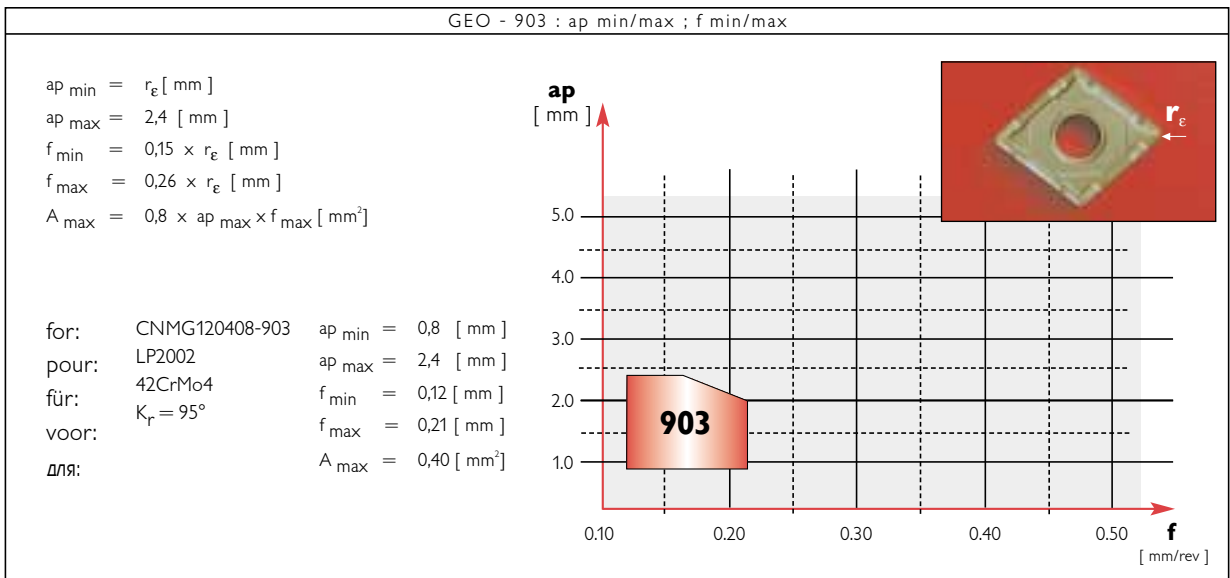 GEO - 903 : ap min/max ; f min/max
ap min = rε [ mm ]
ap max = 2,4 [ mm ]
f min = 0,15 x rε [ mm ]
f max = 0,26 x rε [ mm ]
A max = 0,8 x ap max x f max [ mm²]
for: CNMG120408-903 ap min = 0,8 [ mm ]
pour: LP2002 ap max = 2,4 [ mm ]
für: 42CrMo4 f min = 0,12 [ mm ]
voor: Kr = 95° f max = 0,21 [ mm ]
для: A max = 0,40 [ mm²]
ap
[ mm ]
rε
5.0
4.0
3.0
2.0
1.0
903
0.10 0.20 0.30 0.40 0.50 f
[ mm/rev ]